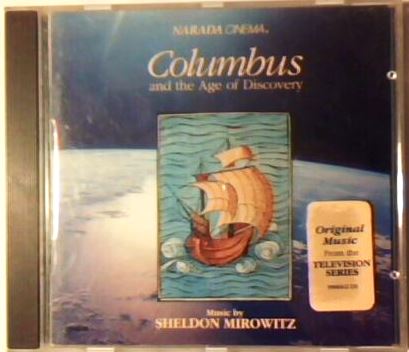 NARADA CINEMA
Columbus
and the Age of Discovery
Original
Music
From the
TELEVISION
SERIES
Music by
SHELDON MIROWITZ